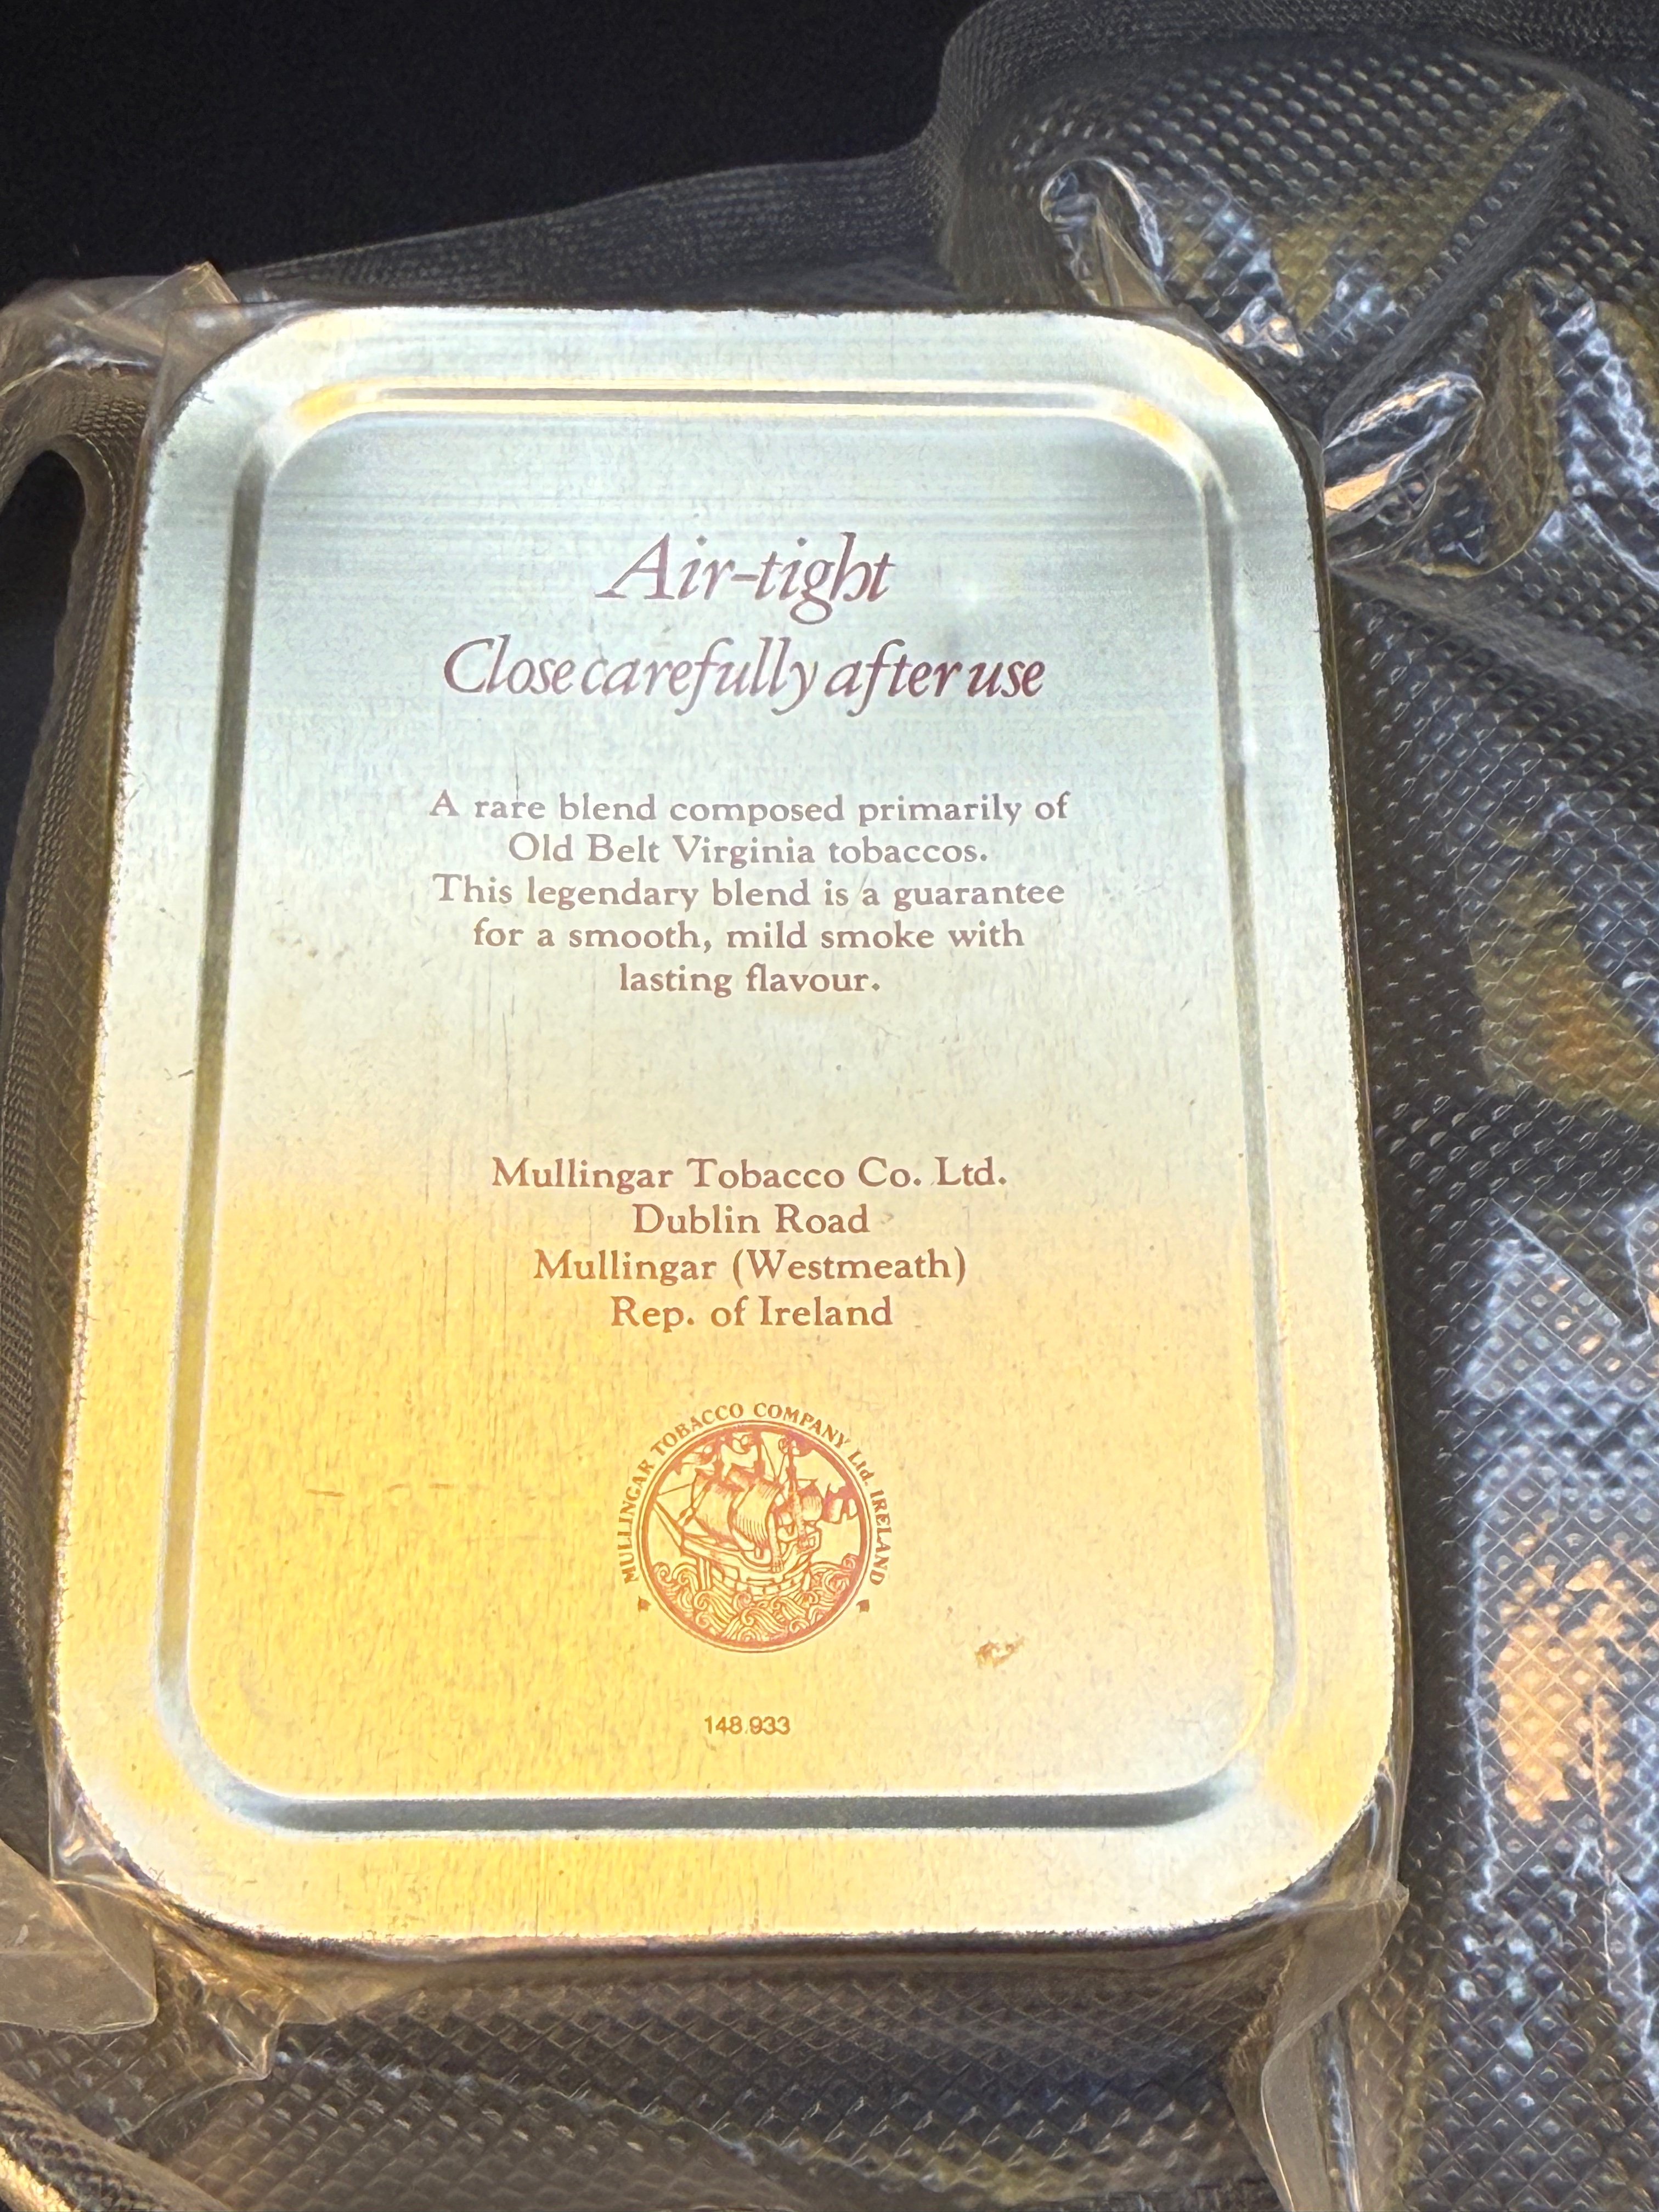 Air-tight
Close carefully after use
A rare blend composed primarily of
Old Belt Virginia tobaccos.
This legendary blend is a guarantee
for a smooth, mild smoke with
lasting flavour.
Mullingar Tobacco Co. Ltd.
Dublin Road
Mullingar (Westmeath)
Rep. of Ireland
MULLINGAR TOBACCO COMPANY Ltd. IRELAND
148.933